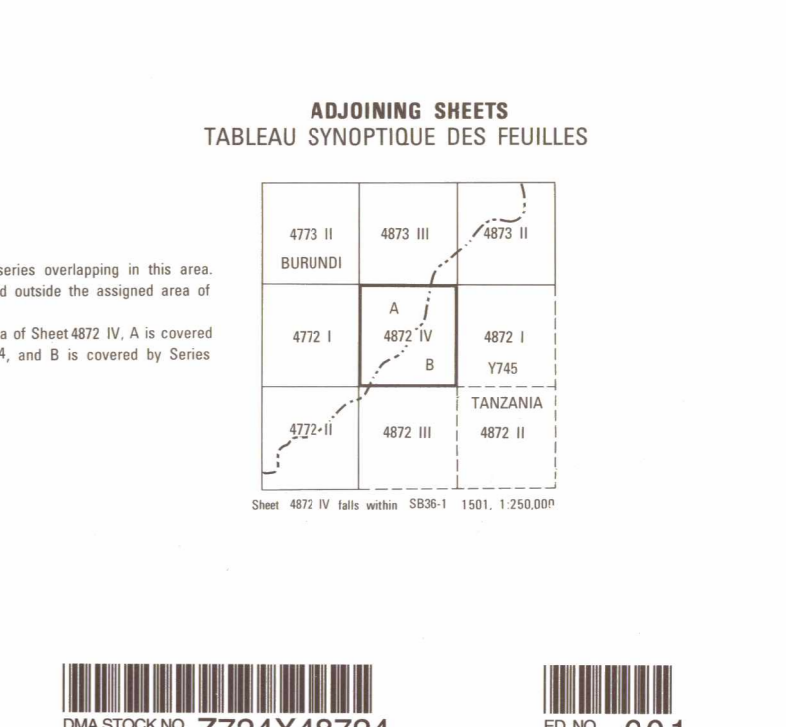 ADJOINING SHEETS
TABLEAU SYNOPTIQUE DES FEUILLES
series overlapping in this area.
outside the assigned area of
of Sheet 4872 IV, A is covered
and B is covered by Series
4773 II
4873 III
4873 II
BURUNDI
A
4772 I
4872 IV
4872 I
B
Y745
TANZANIA
4772 II
4872 III
4872 II
Sheet 4872 IV falls within SB36-1 1501, 1:250,000
DMA STOCK NO.
ED. NO.